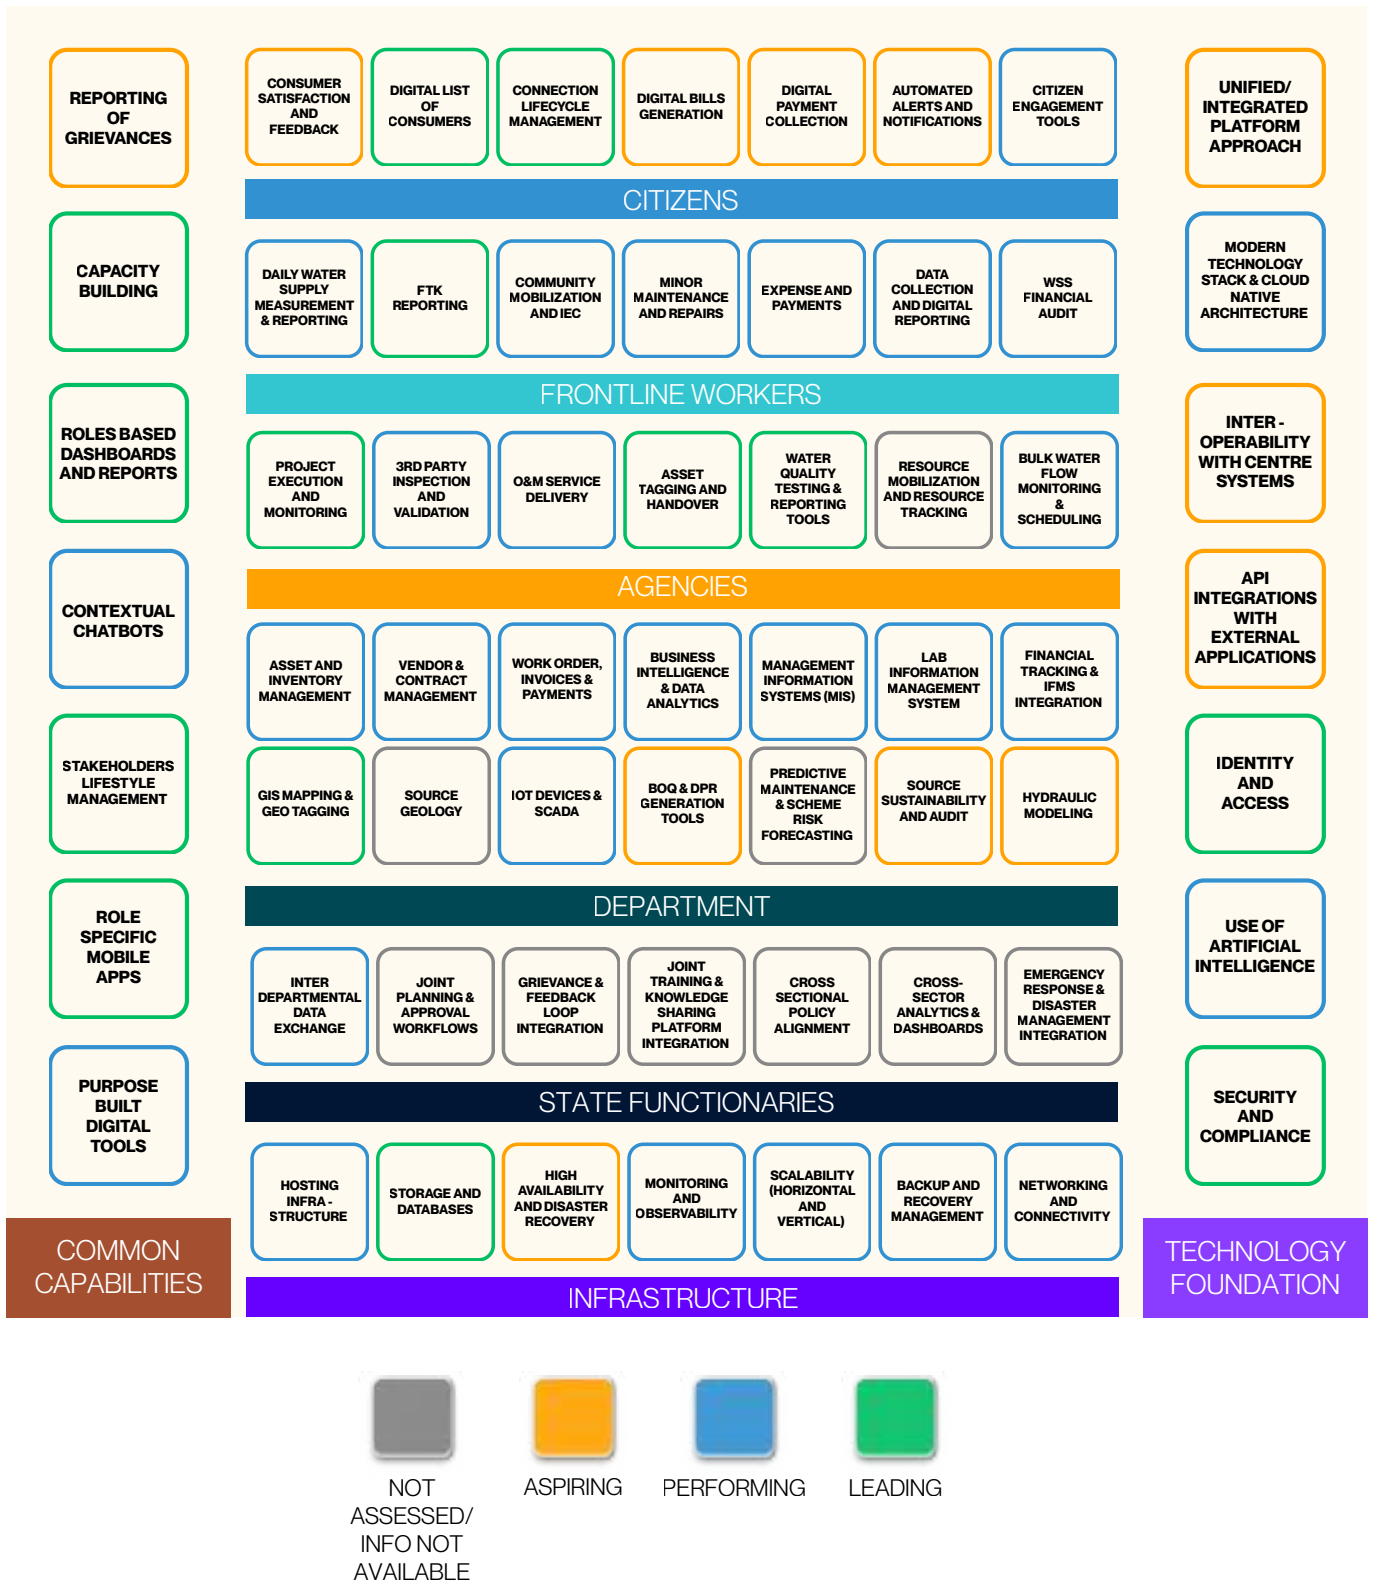 REPORTING
OF
GRIEVANCES
CAPACITY
BUILDING
ROLES BASED
DASHBOARDS
AND REPORTS
CONTEXTUAL
CHATBOTS
STAKEHOLDERS
LIFESTYLE
MANAGEMENT
ROLE
SPECIFIC
MOBILE
APPS
PURPOSE
BUILT
DIGITAL
TOOLS
COMMON
CAPABILITIES
CONSUMER
SATISFACTION
AND
FEEDBACK
DIGITAL LIST
OF
CONSUMERS
CONNECTION
LIFECYCLE
MANAGEMENT
DIGITAL BILLS
GENERATION
DIGITAL
PAYMENT
COLLECTION
AUTOMATED
ALERTS AND
NOTIFICATIONS
CITIZEN
ENGAGEMENT
TOOLS
CITIZENS
DAILY WATER
SUPPLY
MEASUREMENT
& REPORTING
FTK
REPORTING
COMMUNITY
MOBILIZATION
AND IEC
MINOR
MAINTENANCE
AND REPAIRS
EXPENSE AND
PAYMENTS
DATA
COLLECTION
AND DIGITAL
REPORTING
WSS
FINANCIAL
AUDIT
FRONTLINE WORKERS
PROJECT
EXECUTION
AND
MONITORING
3RD PARTY
INSPECTION
AND
VALIDATION
O&M SERVICE
DELIVERY
ASSET
TAGGING AND
HANDOVER
WATER
QUALITY
TESTING &
REPORTING
TOOLS
RESOURCE
MOBILIZATION
AND RESOURCE
TRACKING
BULK WATER
FLOW
MONITORING
&
SCHEDULING
AGENCIES
ASSET AND
INVENTORY
MANAGEMENT
VENDOR &
CONTRACT
MANAGEMENT
WORK ORDER,
INVOICES &
PAYMENTS
BUSINESS
INTELLIGENCE
& DATA
ANALYTICS
MANAGEMENT
INFORMATION
SYSTEMS (MIS)
LAB
INFORMATION
MANAGEMENT
SYSTEM
FINANCIAL
TRACKING &
IFMS
INTEGRATION
GIS MAPPING &
GEO TAGGING
SOURCE
GEOLOGY
IOT DEVICES &
SCADA
BOQ & DPR
GENERATION
TOOLS
PREDICTIVE
MAINTENANCE
& SCHEME
RISK
FORECASTING
SOURCE
SUSTAINABILITY
AND AUDIT
HYDRAULIC
MODELING
DEPARTMENT
INTER
DEPARTMENTAL
DATA
EXCHANGE
JOINT
PLANNING &
APPROVAL
WORKFLOWS
GRIEVANCE &
FEEDBACK
LOOP
INTEGRATION
JOINT
TRAINING &
KNOWLEDGE
SHARING
PLATFORM
INTEGRATION
CROSS
SECTIONAL
POLICY
ALIGNMENT
CROSS-
SECTOR
ANALYTICS &
DASHBOARDS
EMERGENCY
RESPONSE &
DISASTER
MANAGEMENT
INTEGRATION
STATE FUNCTIONARIES
HOSTING
INFRA -
STRUCTURE
STORAGE AND
DATABASES
HIGH
AVAILABILITY
AND DISASTER
RECOVERY
MONITORING
AND
OBSERVABILITY
SCALABILITY
(HORIZONTAL
AND
VERTICAL)
BACKUP AND
RECOVERY
MANAGEMENT
NETWORKING
AND
CONNECTIVITY
INFRASTRUCTURE
UNIFIED/
INTEGRATED
PLATFORM
APPROACH
MODERN
TECHNOLOGY
STACK & CLOUD
NATIVE
ARCHITECTURE
INTER -
OPERABILITY
WITH CENTRE
SYSTEMS
API
INTEGRATIONS
WITH
EXTERNAL
APPLICATIONS
IDENTITY
AND
ACCESS
USE OF
ARTIFICIAL
INTELLIGENCE
SECURITY
AND
COMPLIANCE
TECHNOLOGY
FOUNDATION
NOT
ASSESSED/
INFO NOT
AVAILABLE
ASPIRING
PERFORMING
LEADING